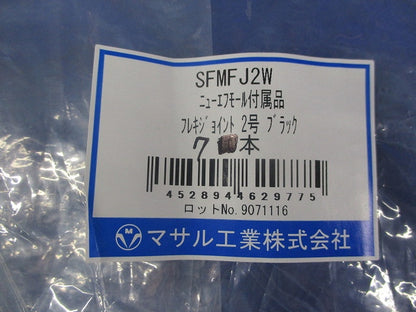 SFMFJ2W
ニューエフモール付属品
フレキジョイント 2号 ブラック
7 本
4528944629775
ロットNo.9071116
M マサル工業株式会社